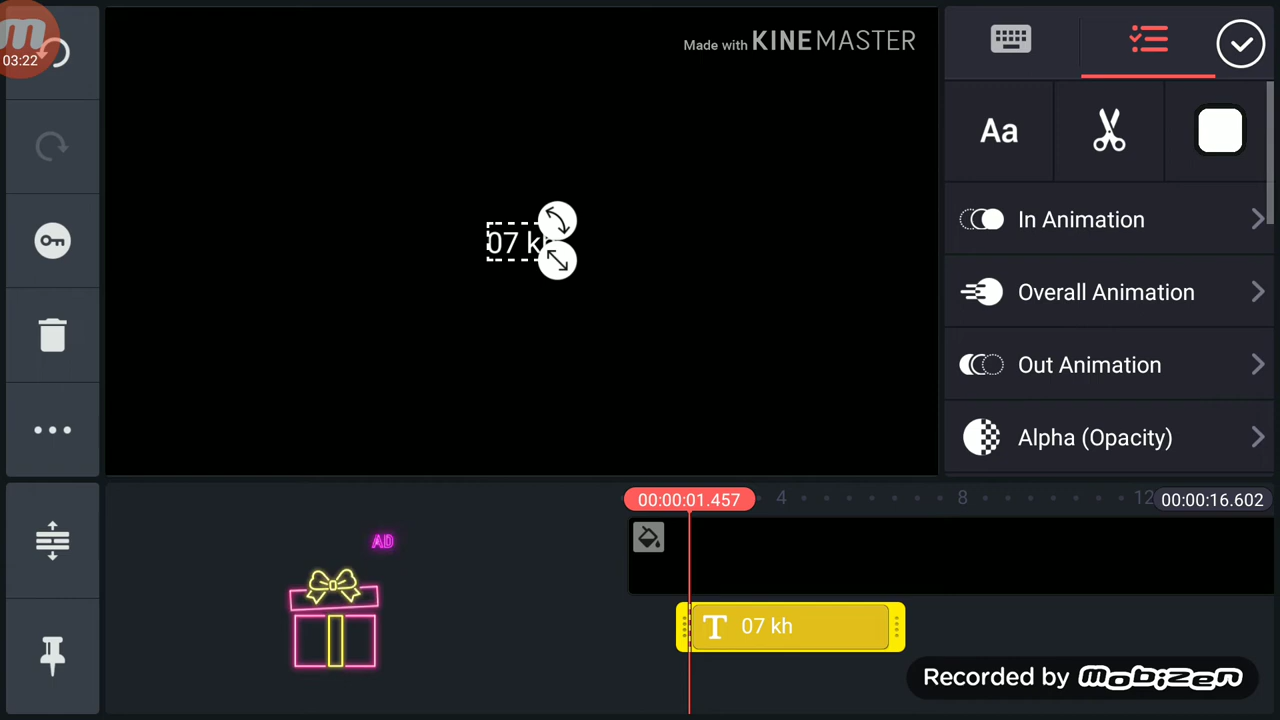 m
03:22
Made with KINEMASTER
07 kh
Aa
In Animation
Overall Animation
Out Animation
Alpha (Opacity)
00:00:01.457
4
8
12
00:00:16.602
AD
T 07 kh
Recorded by mobizen